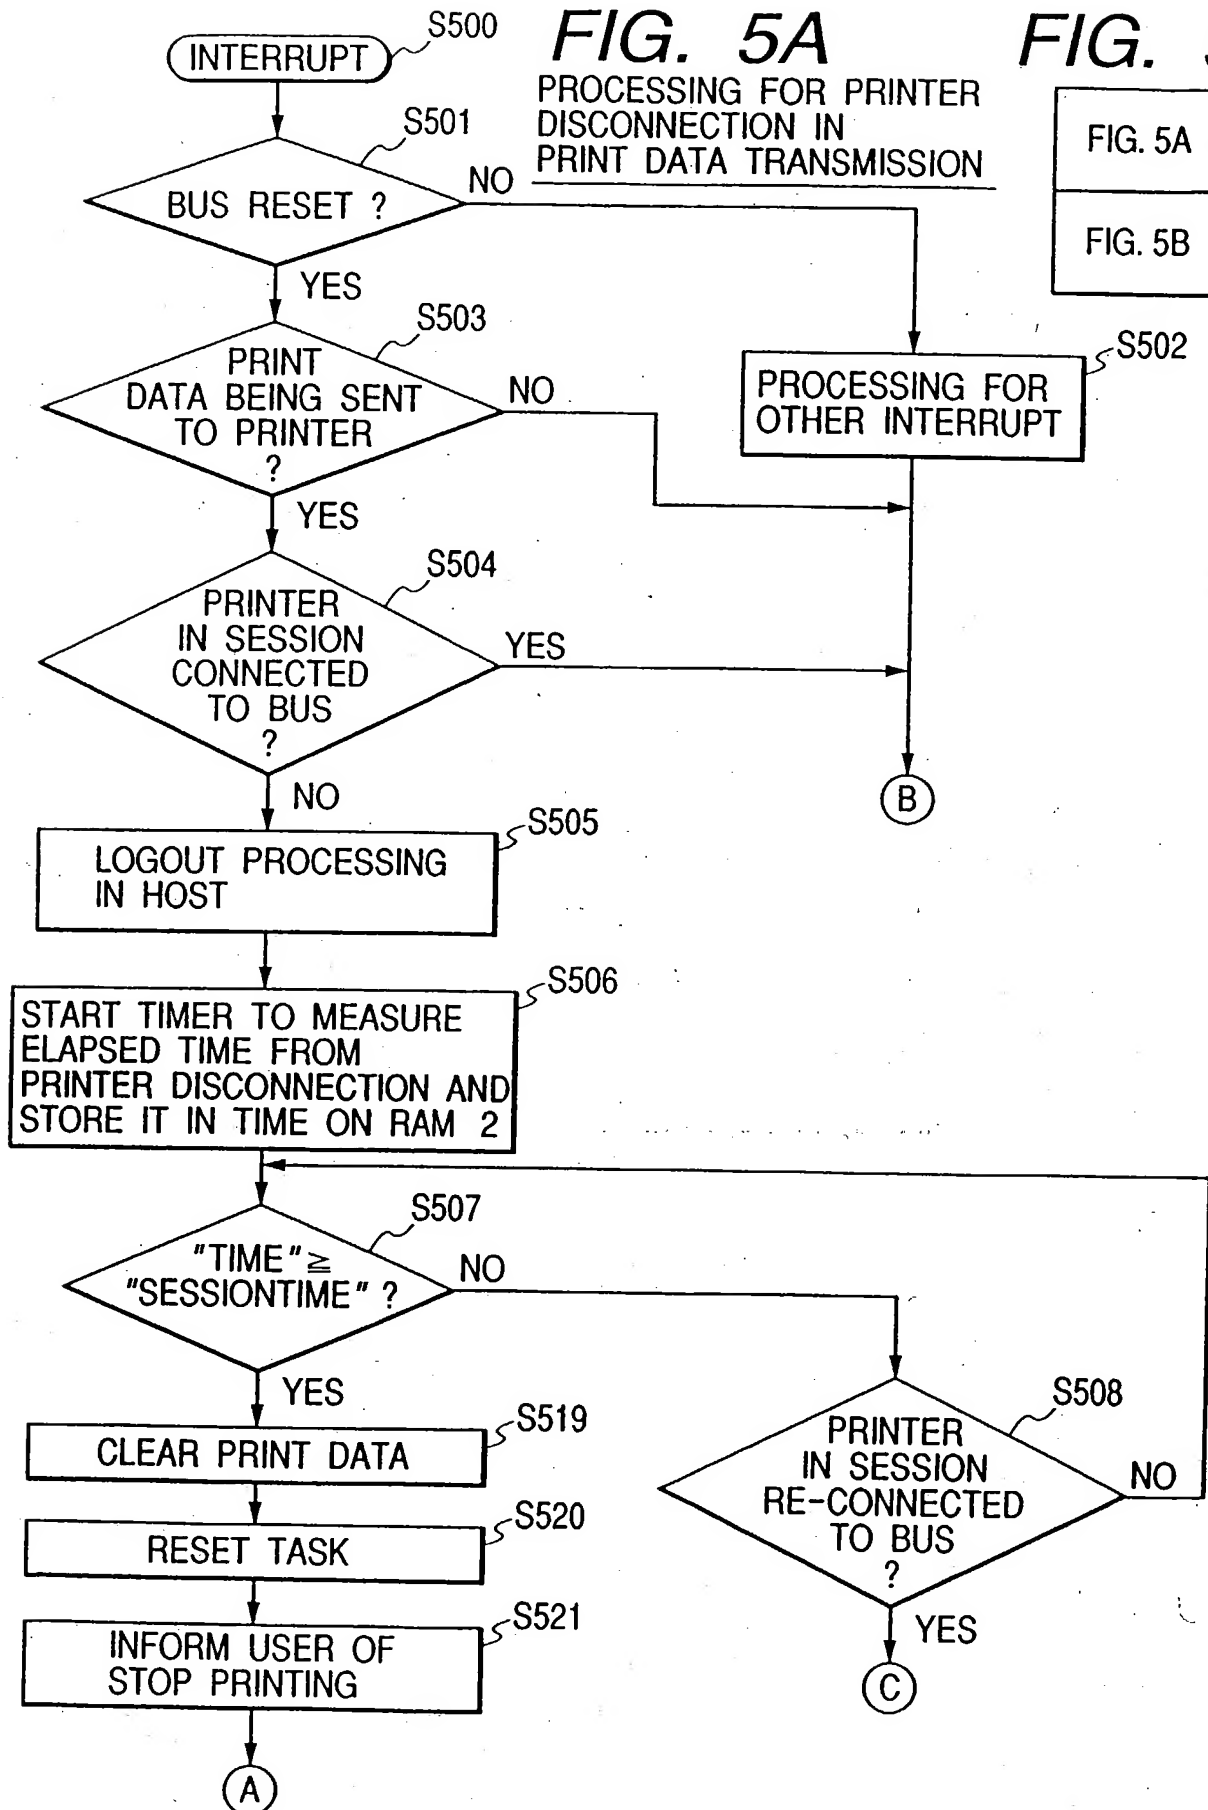 S500
INTERRUPT
FIG. 5A
FIG.
PROCESSING FOR PRINTER
DISCONNECTION IN
PRINT DATA TRANSMISSION
FIG. 5A
FIG. 5B
S501
BUS RESET ?
NO
YES
S503
PRINT
DATA BEING SENT
TO PRINTER
?
NO
YES
S502
PROCESSING FOR
OTHER INTERRUPT
S504
PRINTER
IN SESSION
CONNECTED
TO BUS
?
YES
NO
B
S505
LOGOUT PROCESSING
IN HOST
S506
START TIMER TO MEASURE
ELAPSED TIME FROM
PRINTER DISCONNECTION AND
STORE IT IN TIME ON RAM 2
S507
"TIME" ≧
"SESSIONTIME" ?
NO
YES
S508
PRINTER
IN SESSION
RE-CONNECTED
TO BUS
?
NO
YES
C
S519
CLEAR PRINT DATA
S520
RESET TASK
S521
INFORM USER OF
STOP PRINTING
A